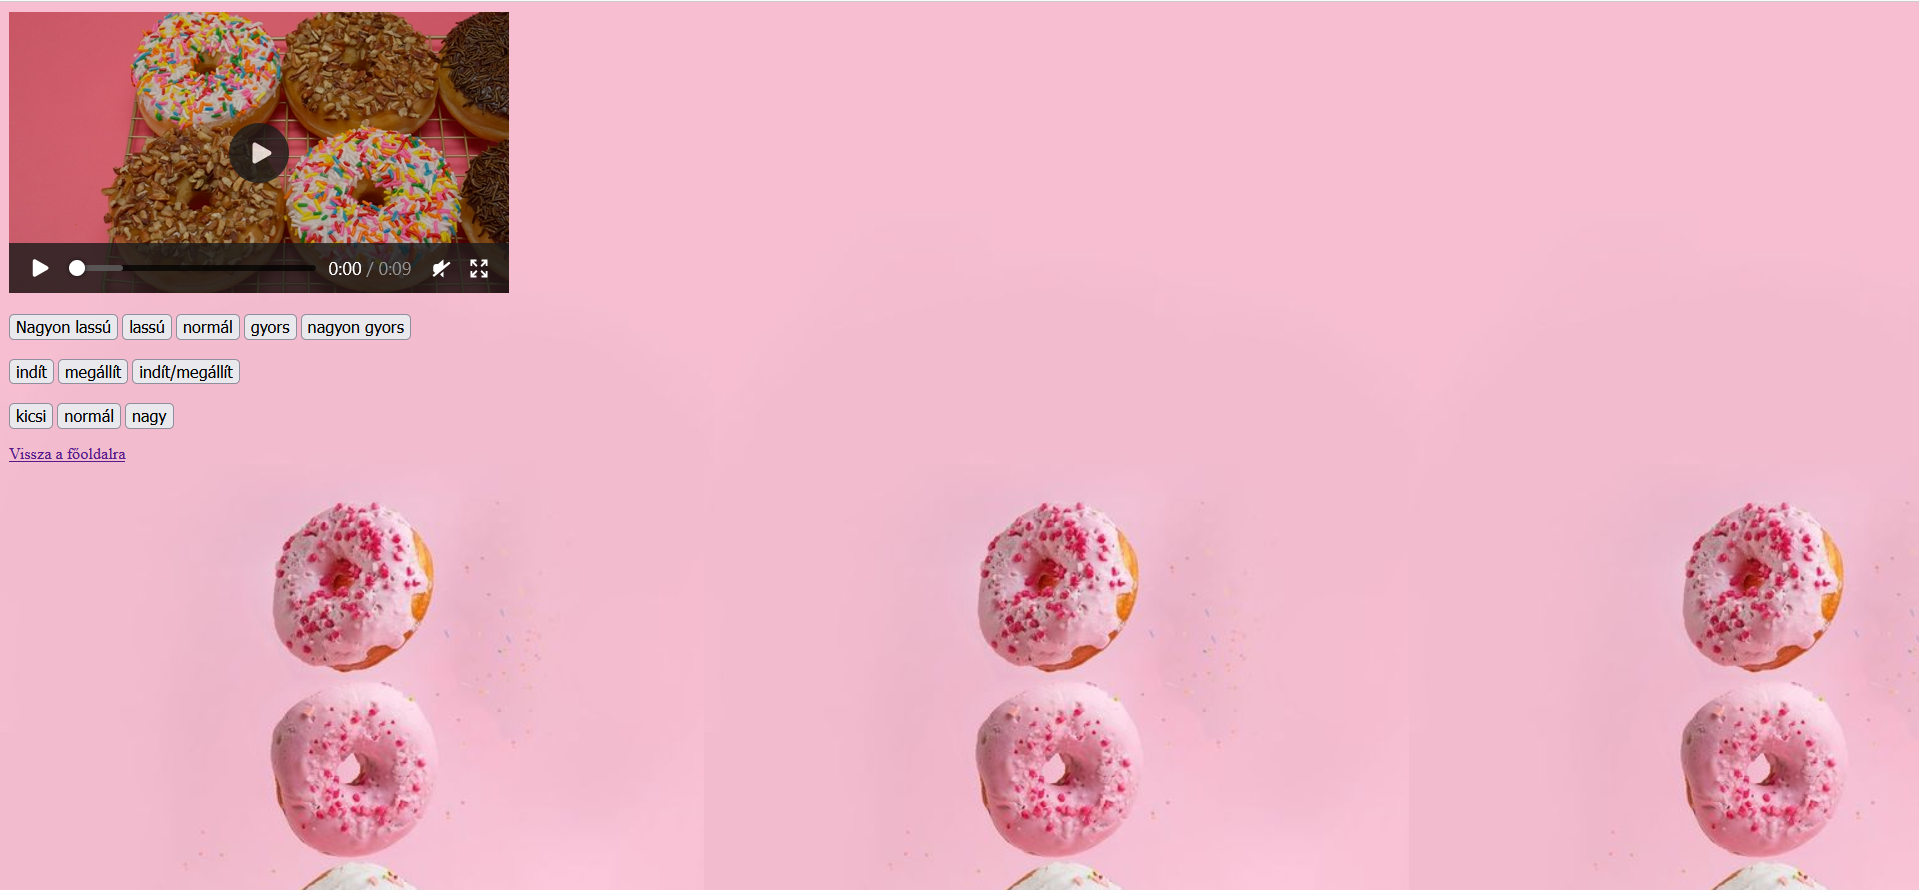 0:00 / 0:09
Nagyon lassú lassú normál gyors nagyon gyors
indít megállít indít/megállít
kicsi normál nagy
Vissza a főoldalra